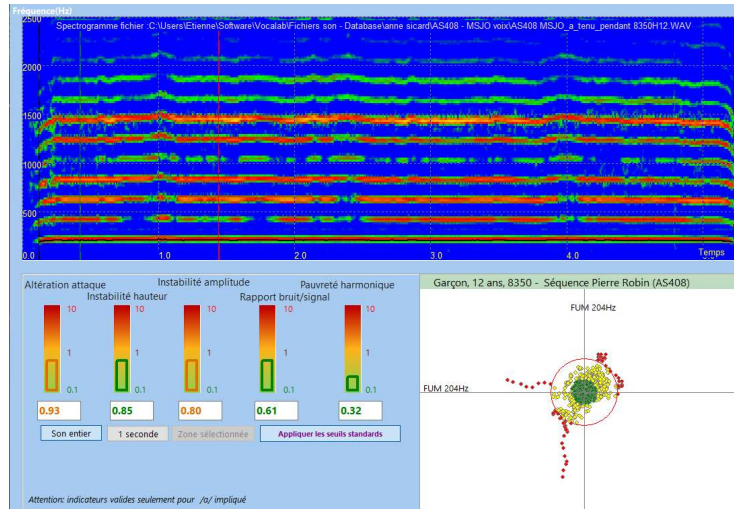 Fréquence(Hz)
2500
Spectrogramme fichier :C:\Users\Etienne\Software\Vocalab\Fichiers son - Database\anne sicard\AS408 - MSJO voix\AS408 MSJO_a_tenu_pendant 8350H12.WAV
2000
1500
1000
500
0.0 1.0 2.0 3.0 4.0 Temps
Altération attaque Instabilité amplitude Pauvreté harmonique
Instabilité hauteur Rapport bruit/signal
10 10 10 10 10
1 1 1 1 1
0.1 0.1 0.1 0.1 0.1
0.93 0.85 0.80 0.61 0.32
Son entier 1 seconde Zone sélectionnée Appliquer les seuils standards
Attention: indicateurs valides seulement pour /a/ impliqué
Garçon, 12 ans, 8350 - Séquence Pierre Robin (AS408)
FUM 204Hz
FUM 204Hz